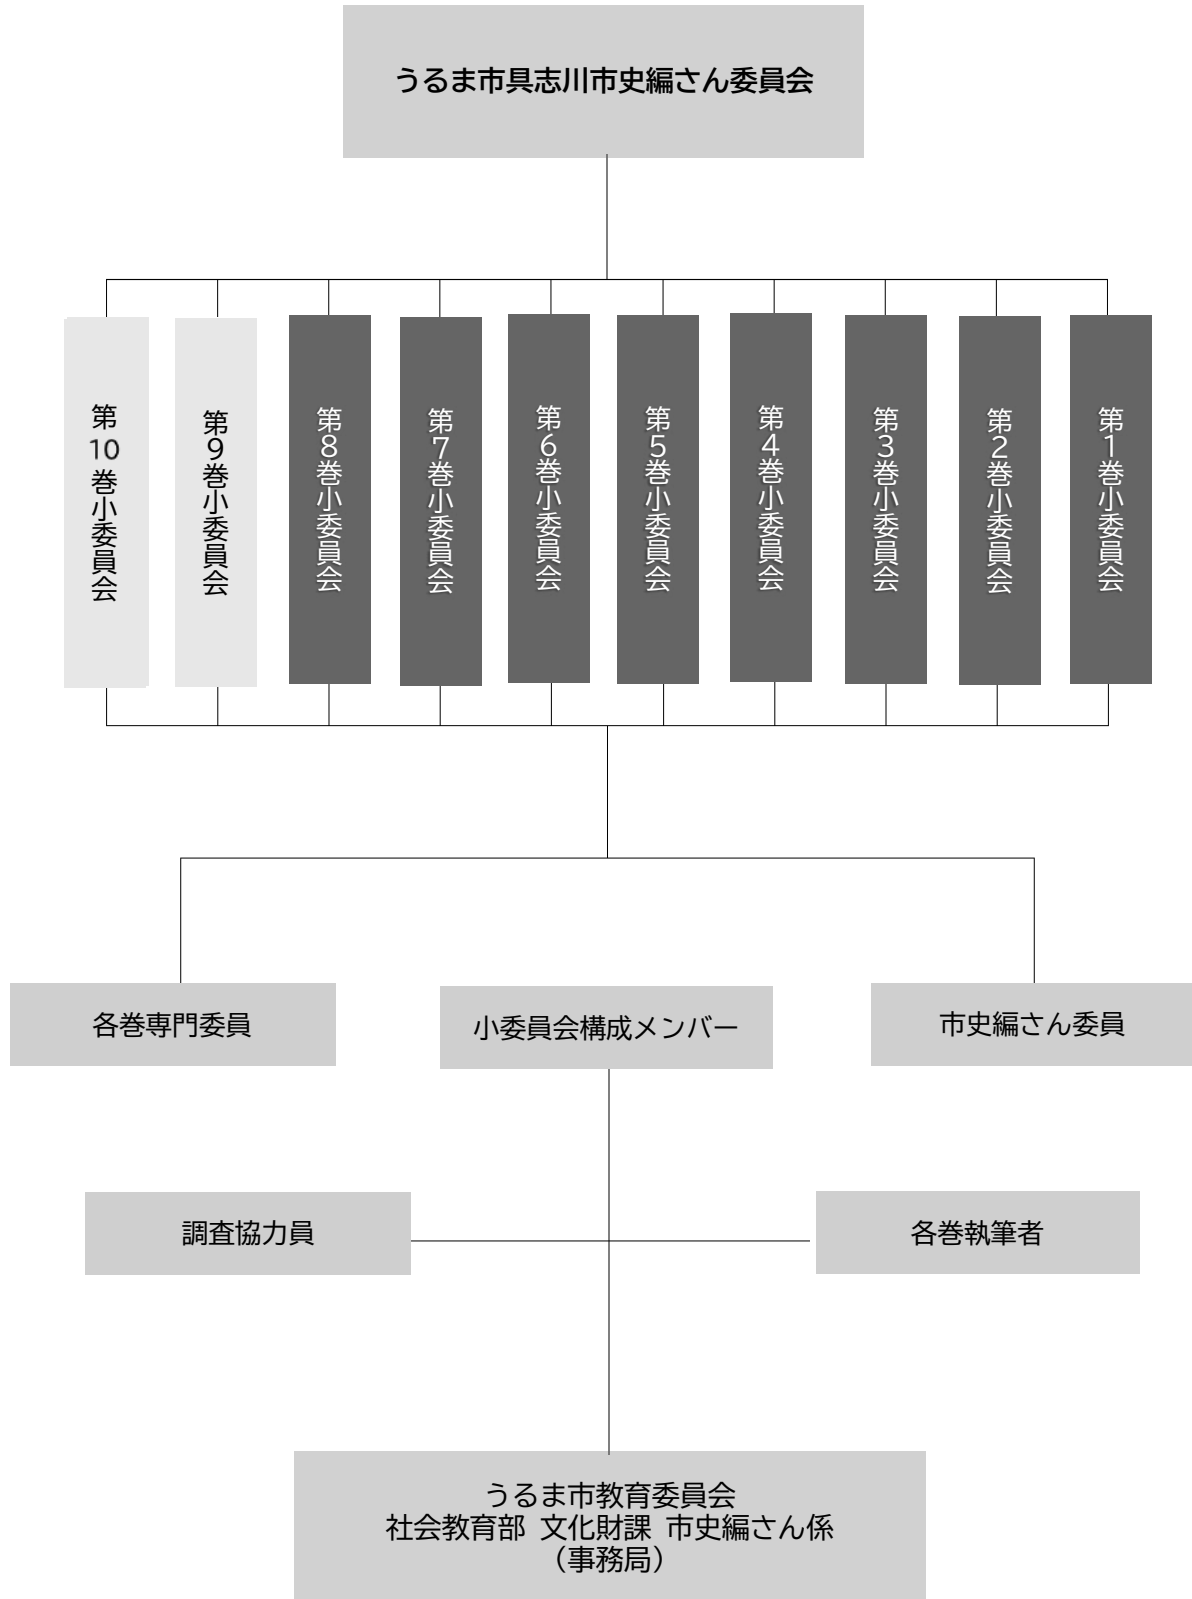 うるま市具志川市史編さん委員会
第1巻小委員会
第2巻小委員会
第3巻小委員会
第4巻小委員会
第5巻小委員会
第6巻小委員会
第7巻小委員会
第8巻小委員会
第9巻小委員会
第10巻小委員会
各巻専門委員
小委員会構成メンバー
市史編さん委員
調査協力員
各巻執筆者
うるま市教育委員会
社会教育部 文化財課 市史編さん係
（事務局）